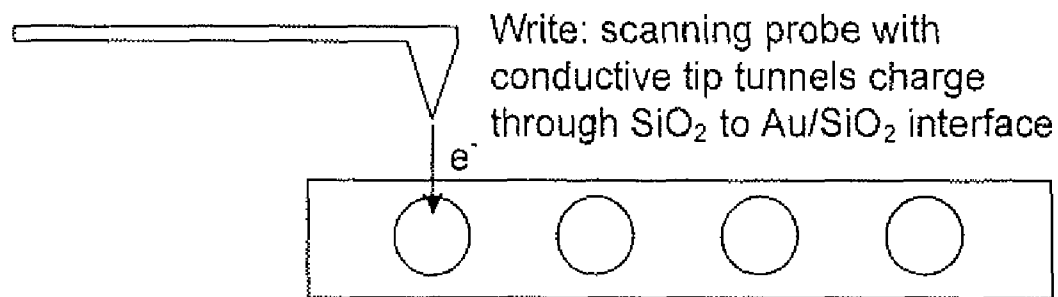 Write: scanning probe with
conductive tip tunnels charge
through SiO₂ to Au/SiO₂ interface
e⁻